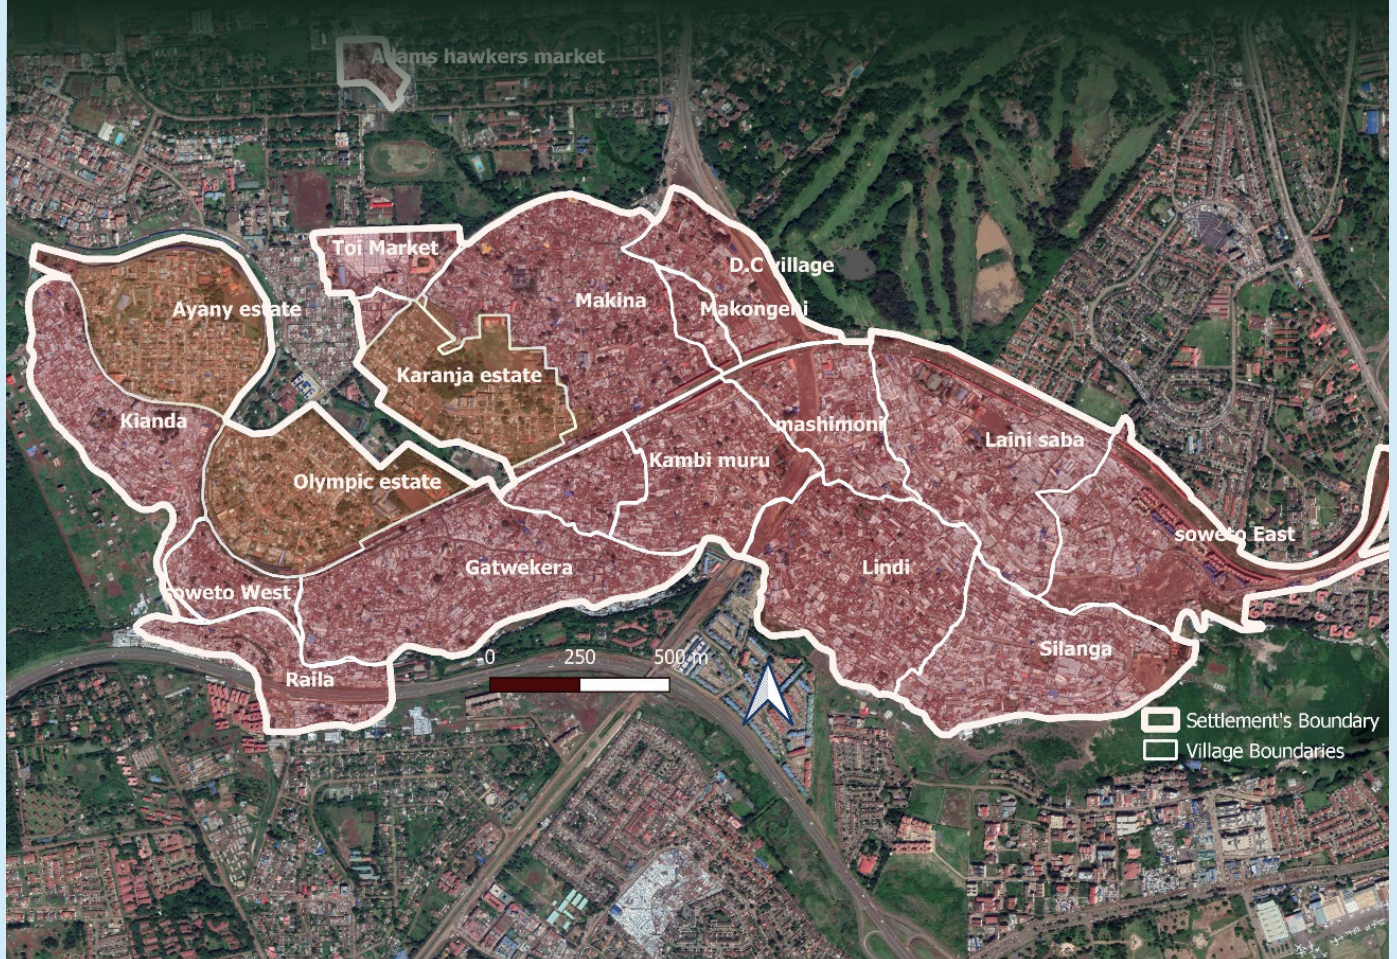 Adams hawkers market
Toi Market
D.C village
Ayany estate
Makina
Makongeni
Karanja estate
Kianda
mashimoni
Laini saba
Kambi muru
Olympic estate
soweto East
Gatwekera
Lindi
soweto West
Silanga
0 250 500 m
Raila
Settlement's Boundary
Village Boundaries